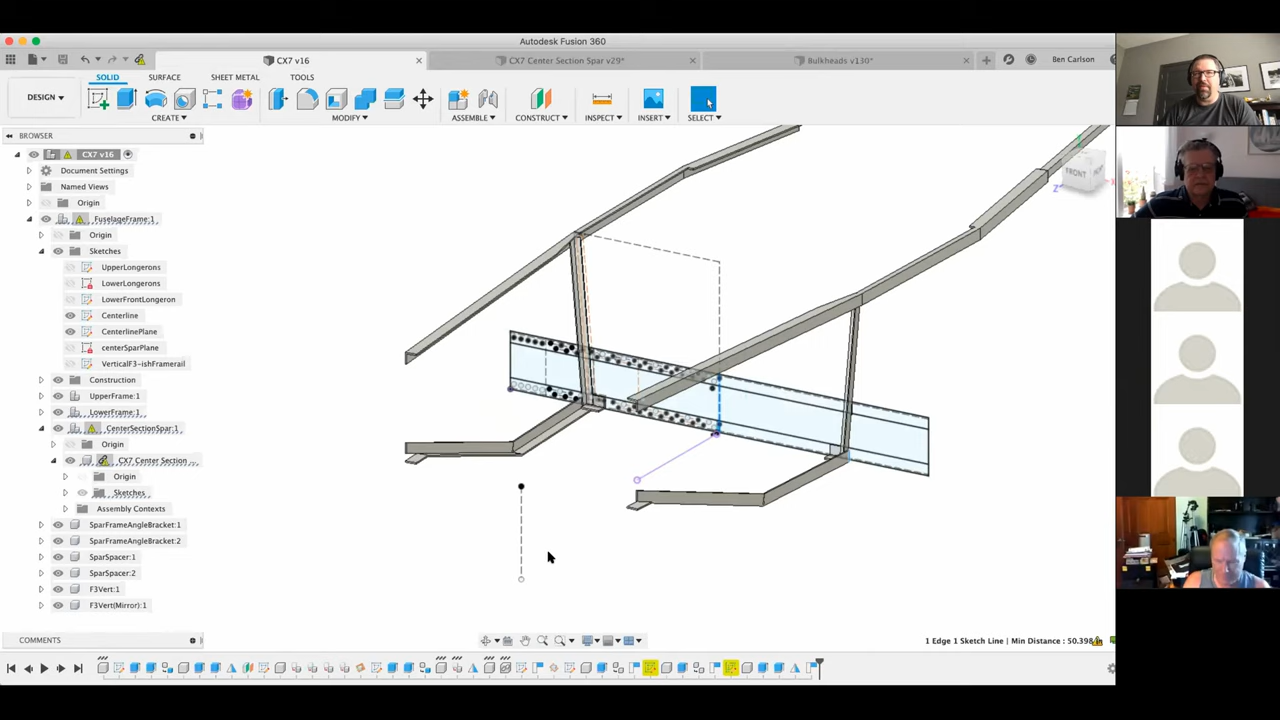 Autodesk Fusion 360
CX7 v16
CX7 Center Section Spar v29*
Bulkheads v130*
Ben Carlson
SOLID
SURFACE
SHEET METAL
TOOLS
DESIGN
CREATE
MODIFY
ASSEMBLE
CONSTRUCT
INSPECT
INSERT
SELECT
BROWSER
CX7 v16
Document Settings
Named Views
Origin
FuselageFrame:1
Origin
Sketches
UpperLongerons
LowerLongerons
LowerFrontLongeron
Centerline
CenterlinePlane
centerSparPlane
VerticalF3-ishFramerail
Construction
UpperFrame:1
LowerFrame:1
CenterSectionSpar:1
Origin
CX7 Center Section ...
Origin
Sketches
Assembly Contexts
SparFrameAngleBracket:1
SparFrameAngleBracket:2
SparSpacer:1
SparSpacer:2
F3Vert:1
F3Vert(Mirror):1
FRONT
Z
COMMENTS
1 Edge 1 Sketch Line | Min Distance : 50.398